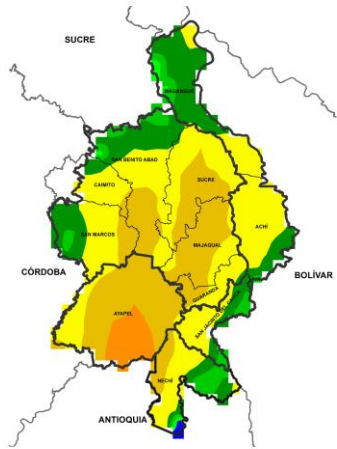 SUCRE
MAGANGUÉ
SAN BENITO ABAD
SUCRE
CAIMITO
ACHÍ
SAN MARCOS
MAJAGUAL
CÓRDOBA
BOLÍVAR
GUARANDA
AYAPEL
SAN JACINTO DEL CAUCA
NECHÍ
ANTIOQUIA